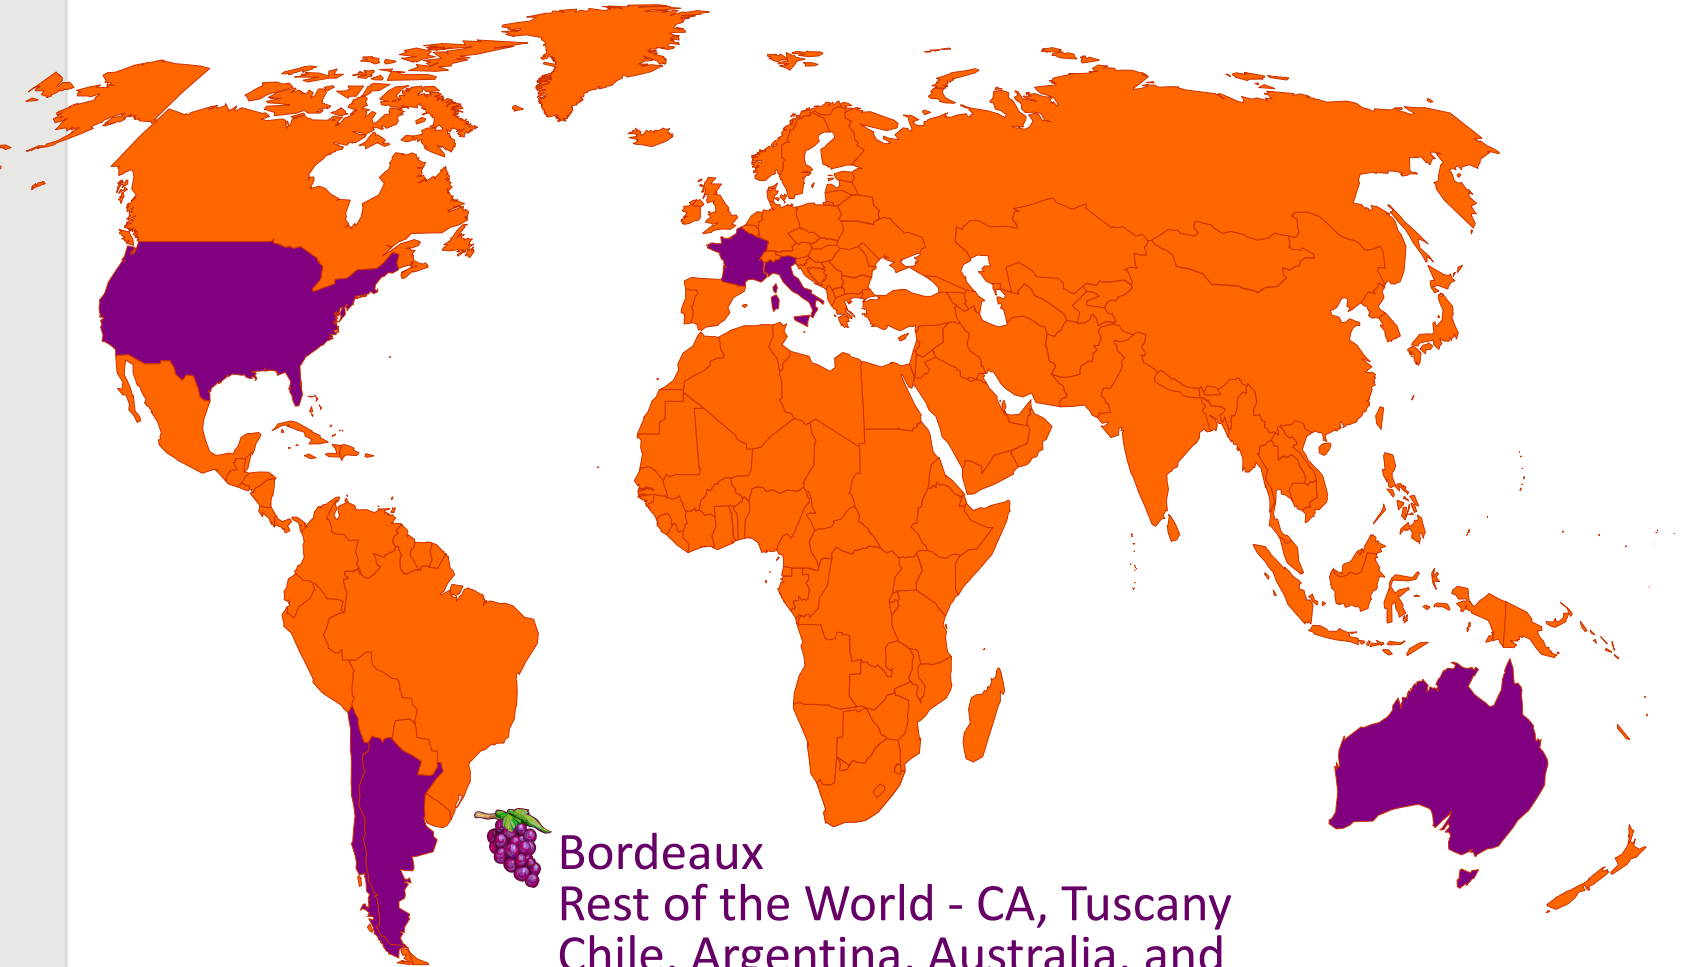 Bordeaux
Rest of the World - CA, Tuscany
Chile, Argentina, Australia, and